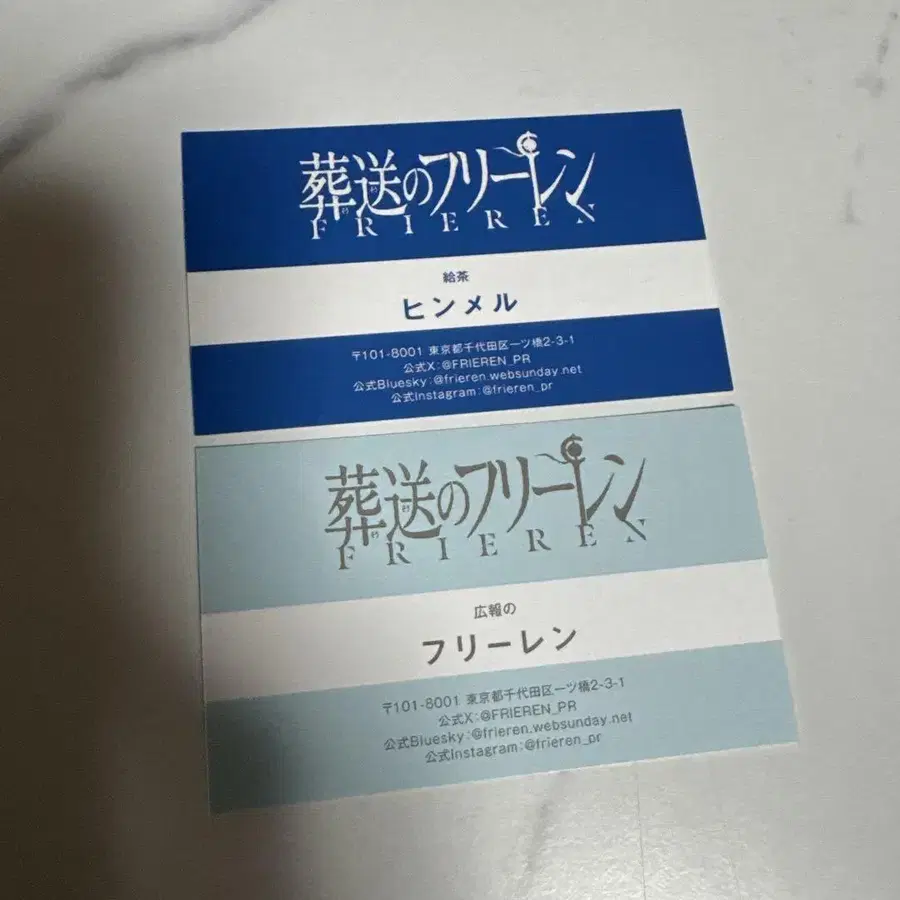 葬送のフリーレン
FRIEREN
給茶
ヒンメル
〒101-8001 東京都千代田区一ツ橋2-3-1
公式X:@FRIEREN_PR
公式Bluesky:@frieren.websunday.net
公式Instagram:@frieren_pr
葬送のフリーレン
FRIEREN
広報の
フリーレン
〒101-8001 東京都千代田区一ツ橋2-3-1
公式X:@FRIEREN_PR
公式Bluesky:@frieren.websunday.net
公式Instagram:@frieren_pr